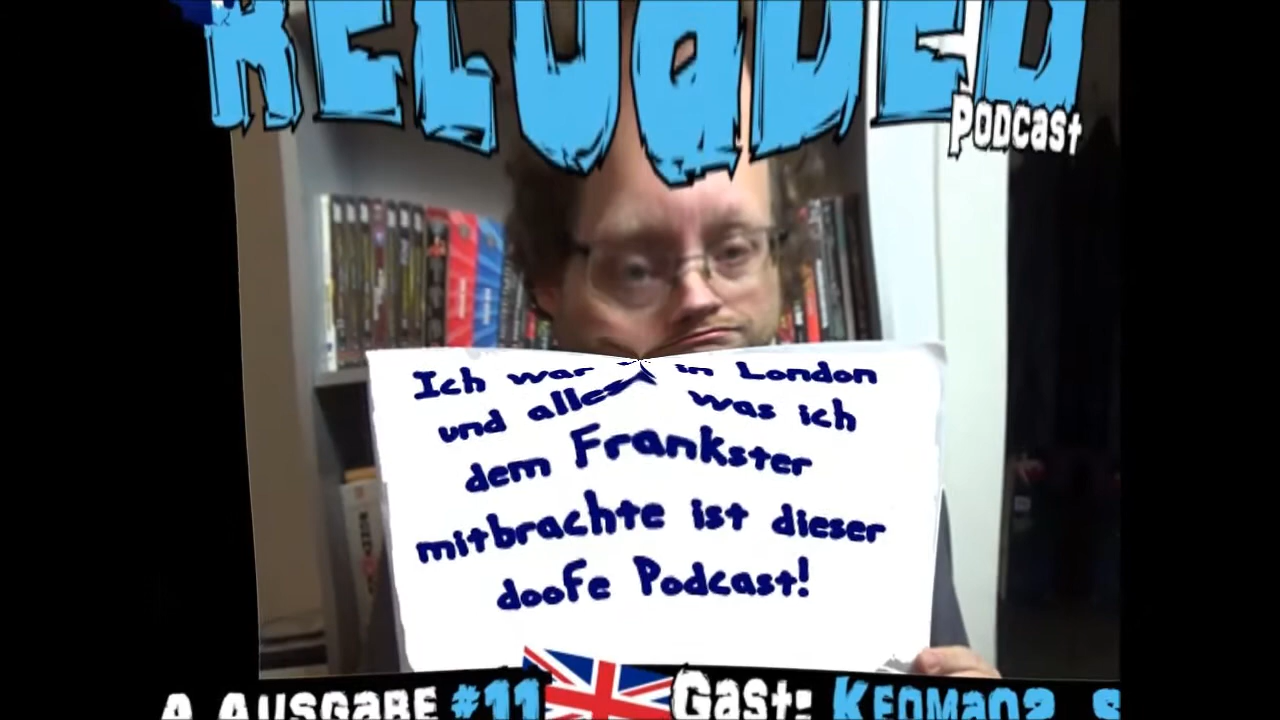 RELOADED
Podcast
Ich war in London
und alles was ich
dem Frankster
mitbrachte ist dieser
doofe Podcast!
A AUSGABE #11 Gast: